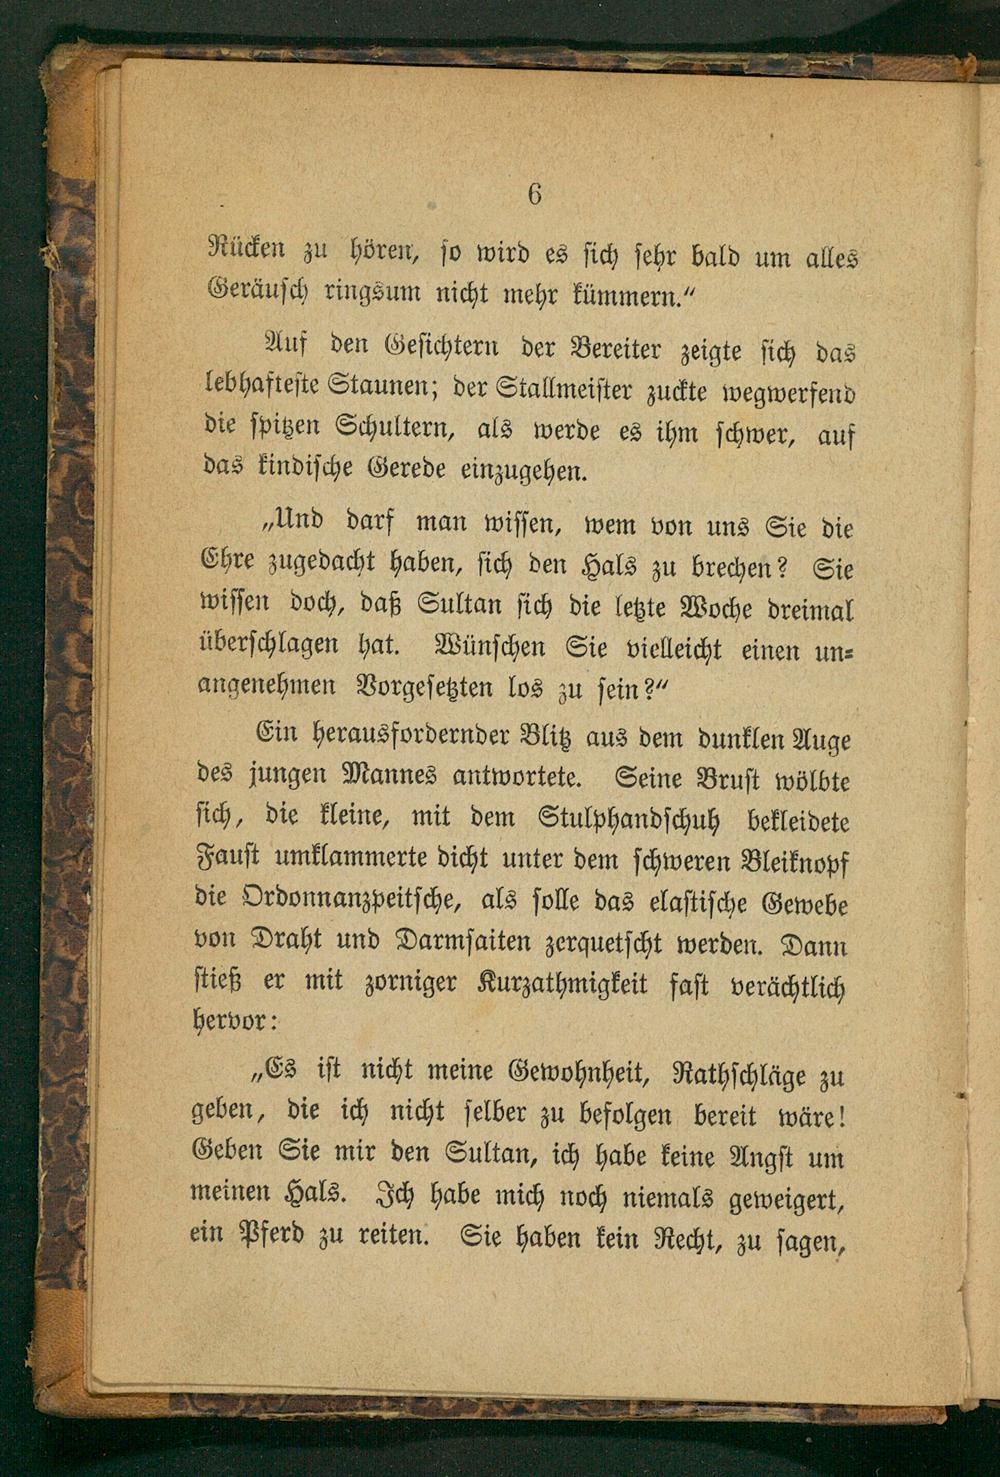 6
Rücken zu hören, so wird es sich sehr bald um alles
Geräusch ringsum nicht mehr kümmern.“
Auf den Gesichtern der Bereiter zeigte sich das
lebhafteste Staunen; der Stallmeister zuckte wegwerfend
die spitzen Schultern, als werde es ihm schwer, auf
das kindische Gerede einzugehen.
„Und darf man wissen, wem von uns Sie die
Ehre zugedacht haben, sich den Hals zu brechen? Sie
wissen doch, daß Sultan sich die letzte Woche dreimal
überschlagen hat. Wünschen Sie vielleicht einen un-
angenehmen Vorgesetzten los zu sein?“
Ein herausfordernder Blitz aus dem dunklen Auge
des jungen Mannes antwortete. Seine Brust wölbte
sich, die kleine, mit dem Stulphandschuh bekleidete
Faust umklammerte dicht unter dem schweren Bleiknopf
die Ordonnanzpeitsche, als solle das elastische Gewebe
von Draht und Darmsaiten zerquetscht werden. Dann
stieß er mit zorniger Kurzathmigkeit fast verächtlich
hervor:
„Es ist nicht meine Gewohnheit, Rathschläge zu
geben, die ich nicht selber zu befolgen bereit wäre!
Geben Sie mir den Sultan, ich habe keine Angst um
meinen Hals. Ich habe mich noch niemals geweigert,
ein Pferd zu reiten. Sie haben kein Recht, zu sagen,